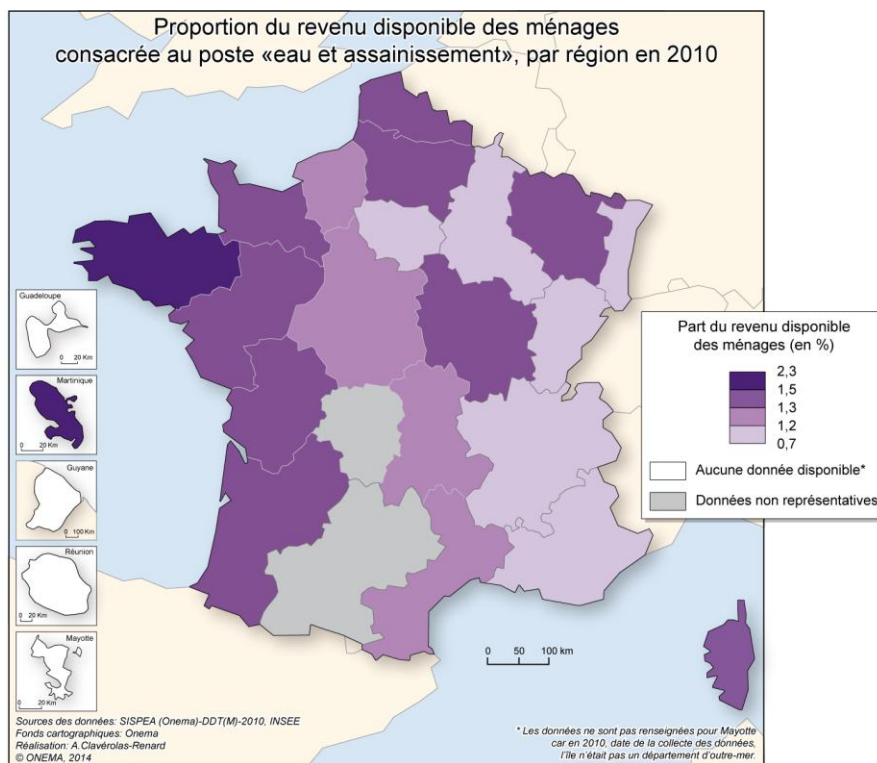 Proportion du revenu disponible des ménages
consacrée au poste «eau et assainissement», par région en 2010
Guadeloupe
0 20 Km
Martinique
0 20 Km
Guyane
0 100 Km
Réunion
0 20 Km
Mayotte
0 20 Km
Part du revenu disponible
des ménages (en %)
2,3
1,5
1,3
1,2
0,7
Aucune donnée disponible*
Données non représentatives
0 50 100 km
Sources des données: SISPEA (Onema)-DDT(M)-2010, INSEE
Fonds cartographiques: Onema
Réalisation: A.Clavérolas-Renard
© ONEMA, 2014
* Les données ne sont pas renseignées pour Mayotte
car en 2010, date de la collecte des données,
l'île n'était pas un département d'outre-mer.